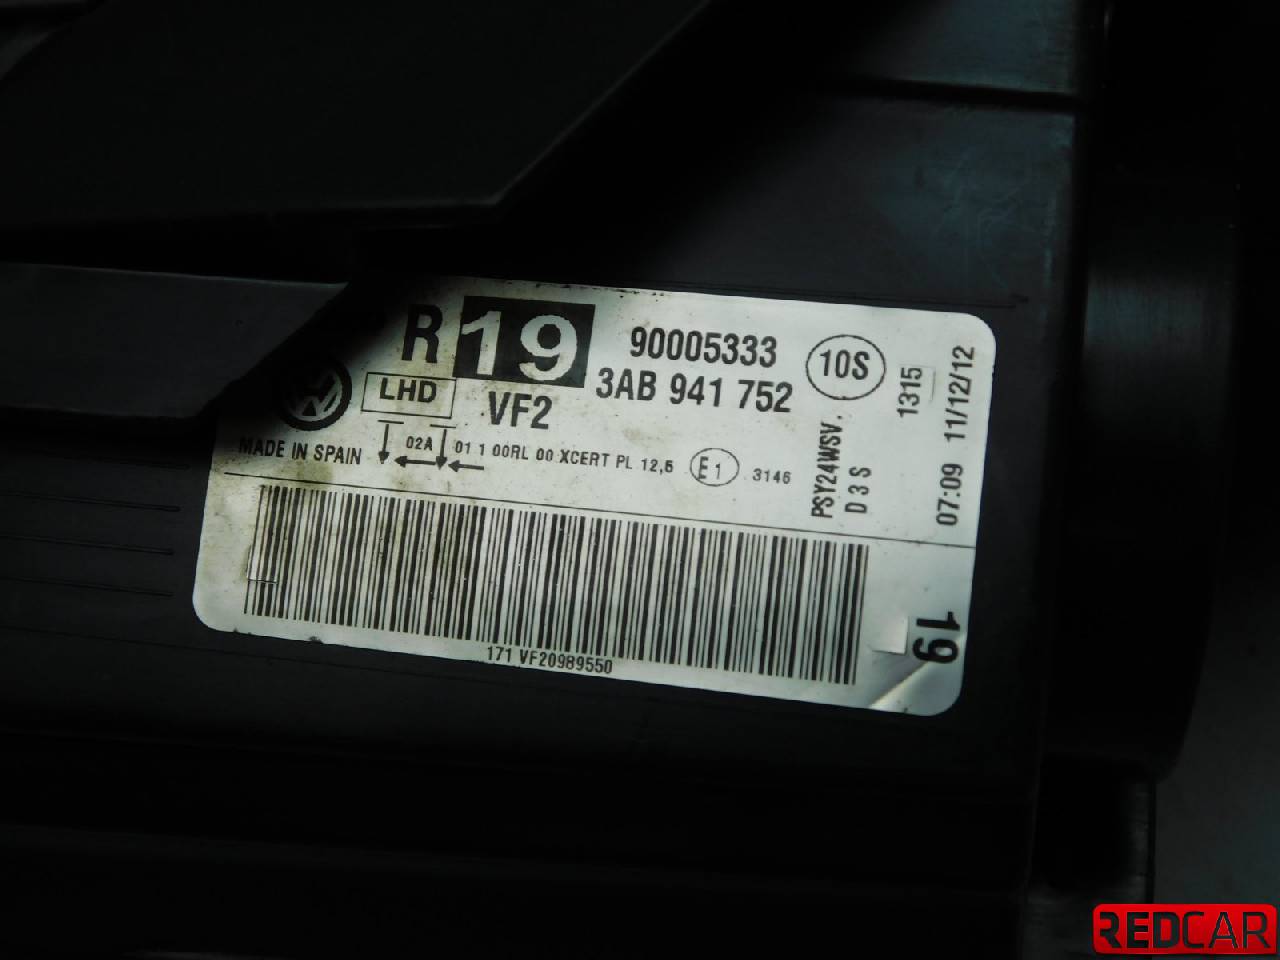 R 19 90005333 10S
LHD VF2 3AB 941 752
MADE IN SPAIN 02A 01 1 00RL 00 XCERT PL 12,5 E1 3146
PSY24WSV.
D3S
1315
07:09 11/12/12
19
171 VF20989550
REDCAR